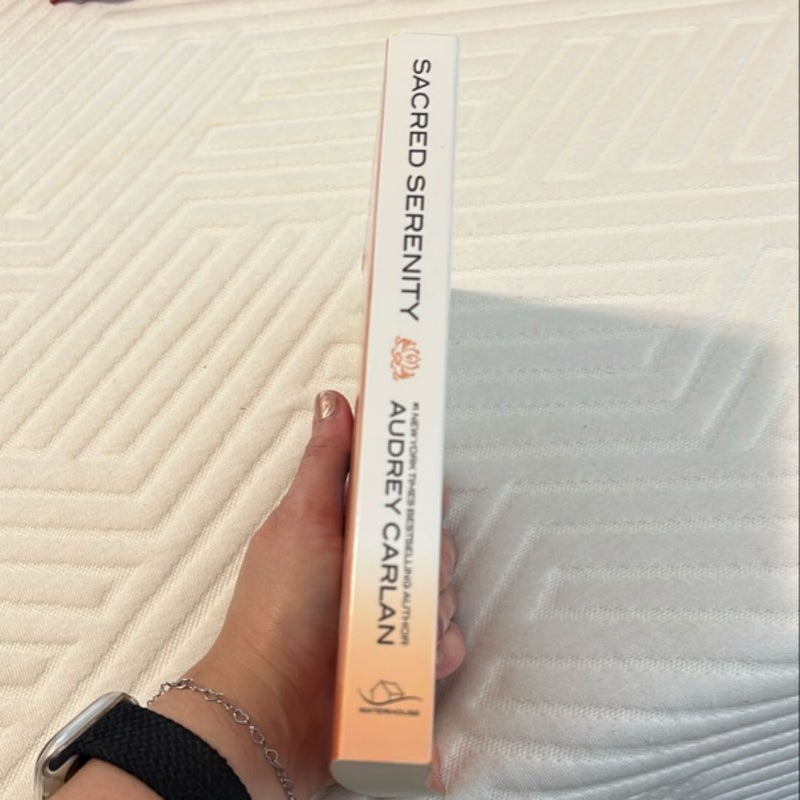 SACRED SERENITY
#1 NEW YORK TIMES BESTSELLING AUTHOR
AUDREY CARLAN
WATERHOUSE